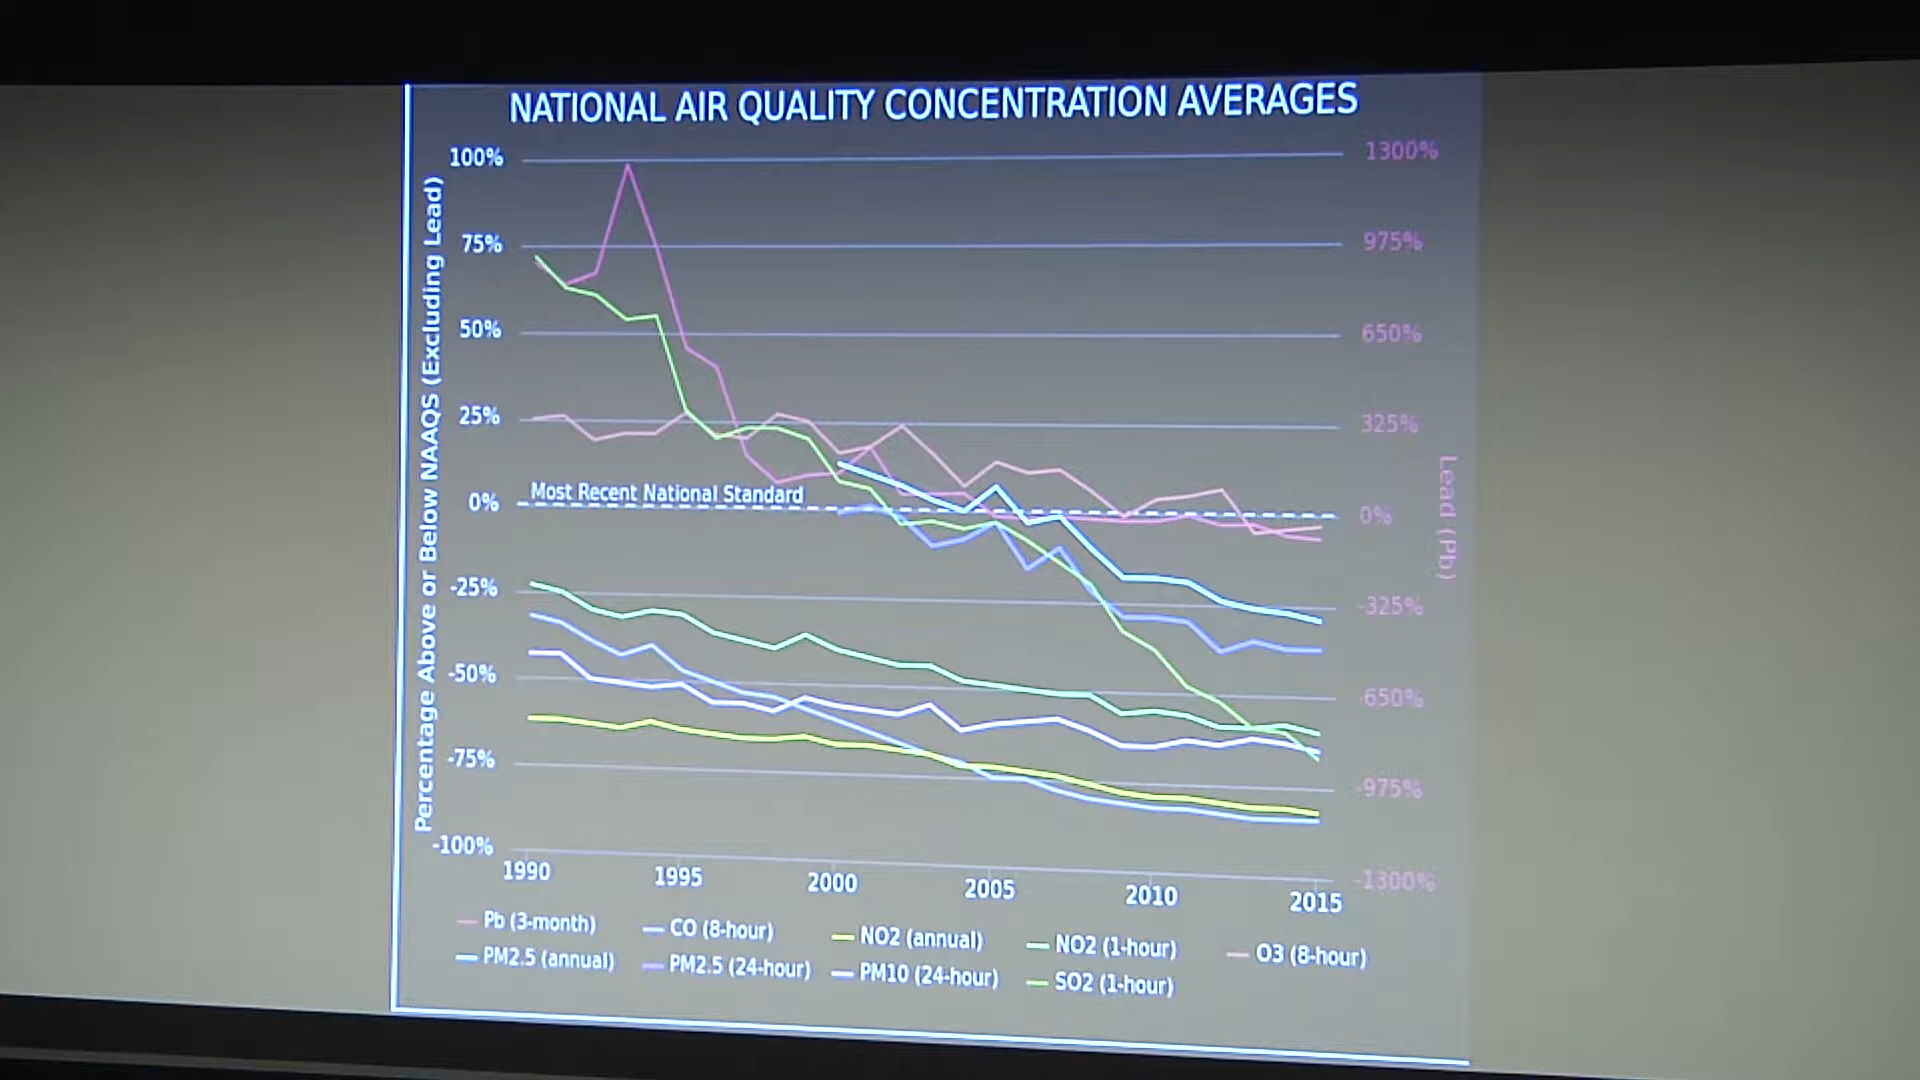 NATIONAL AIR QUALITY CONCENTRATION AVERAGES
Percentage Above or Below NAAQS (Excluding Lead)
100%
75%
50%
25%
0%
-25%
-50%
-75%
-100%
Most Recent National Standard
1300%
975%
650%
325%
0%
-325%
-650%
-975%
-1300%
Lead (Pb)
1990 1995 2000 2005 2010 2015
Pb (3-month) CO (8-hour) NO2 (annual) NO2 (1-hour) O3 (8-hour)
PM2.5 (annual) PM2.5 (24-hour) PM10 (24-hour) SO2 (1-hour)